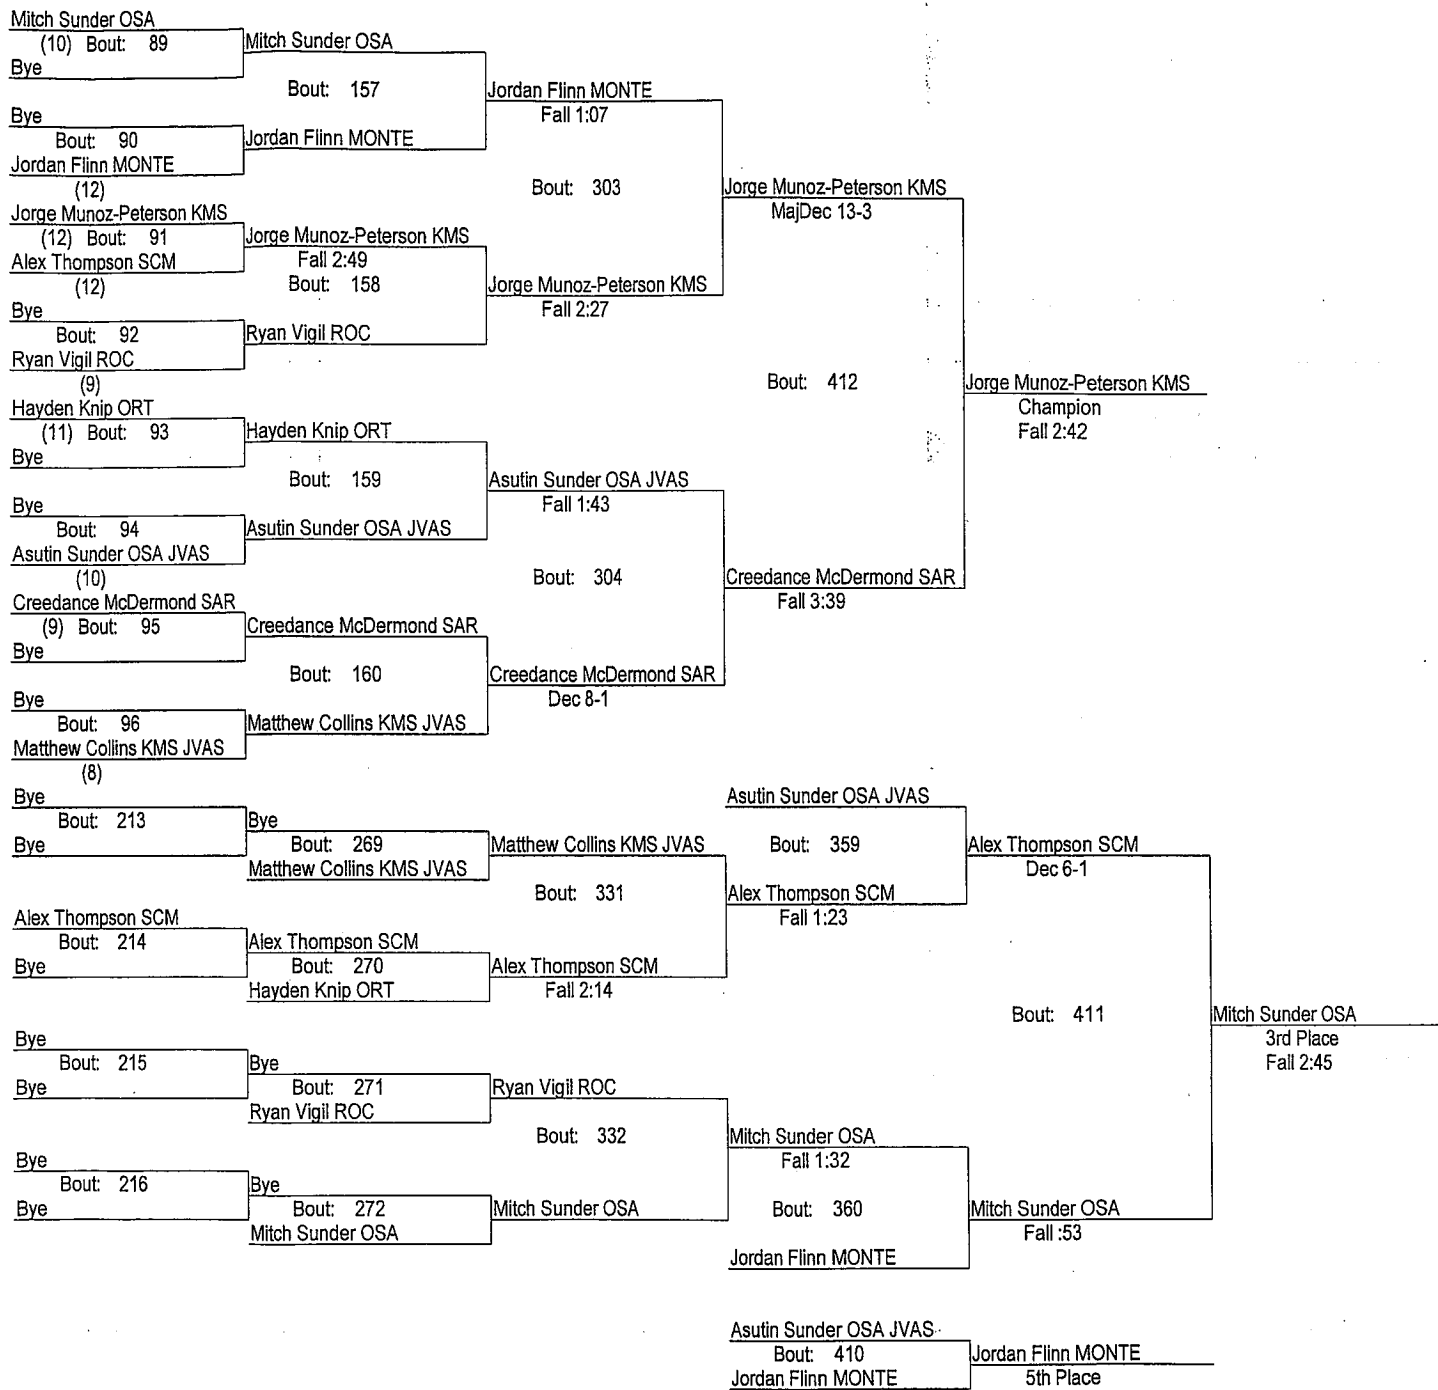 Mitch Sunder OSA
(10) Bout: 89
Bye
Mitch Sunder OSA
Bout: 157
Bye
Bout: 90
Jordan Flinn MONTE
(12)
Jordan Flinn MONTE
Jordan Flinn MONTE
Fall 1:07
Bout: 303
Jorge Munoz-Peterson KMS
(12) Bout: 91
Alex Thompson SCM
(12)
Jorge Munoz-Peterson KMS
Fall 2:49
Bout: 158
Bye
Bout: 92
Ryan Vigil ROC
(9)
Ryan Vigil ROC
Jorge Munoz-Peterson KMS
Fall 2:27
Jorge Munoz-Peterson KMS
MajDec 13-3
Bout: 412
Jorge Munoz-Peterson KMS
Champion
Fall 2:42
Hayden Knip ORT
(11) Bout: 93
Bye
Hayden Knip ORT
Bout: 159
Bye
Bout: 94
Asutin Sunder OSA JVAS
(10)
Asutin Sunder OSA JVAS
Asutin Sunder OSA JVAS
Fall 1:43
Bout: 304
Creedance McDermond SAR
(9) Bout: 95
Bye
Creedance McDermond SAR
Bout: 160
Bye
Bout: 96
Matthew Collins KMS JVAS
(8)
Matthew Collins KMS JVAS
Creedance McDermond SAR
Dec 8-1
Creedance McDermond SAR
Fall 3:39
Bye
Bout: 213
Bye
Bye
Bout: 269
Matthew Collins KMS JVAS
Matthew Collins KMS JVAS
Bout: 331
Alex Thompson SCM
Bout: 214
Bye
Alex Thompson SCM
Bout: 270
Hayden Knip ORT
Alex Thompson SCM
Fall 2:14
Asutin Sunder OSA JVAS
Bout: 359
Alex Thompson SCM
Fall 1:23
Alex Thompson SCM
Dec 6-1
Bout: 411
Mitch Sunder OSA
3rd Place
Fall 2:45
Bye
Bout: 215
Bye
Bye
Bout: 271
Ryan Vigil ROC
Ryan Vigil ROC
Bout: 332
Bye
Bout: 216
Bye
Bye
Bout: 272
Mitch Sunder OSA
Mitch Sunder OSA
Mitch Sunder OSA
Fall 1:32
Bout: 360
Jordan Flinn MONTE
Mitch Sunder OSA
Fall :53
Asutin Sunder OSA JVAS
Bout: 410
Jordan Flinn MONTE
Jordan Flinn MONTE
5th Place